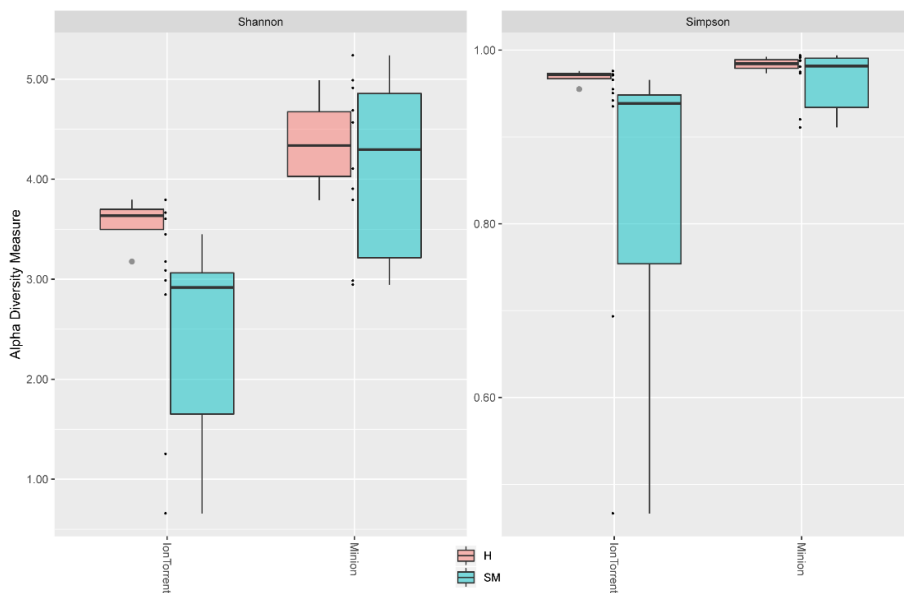 Shannon
Simpson
Alpha Diversity Measure
5.00
4.00
3.00
2.00
1.00
1.00
0.80
0.60
IonTorrent
Minion
IonTorrent
Minion
H
SM